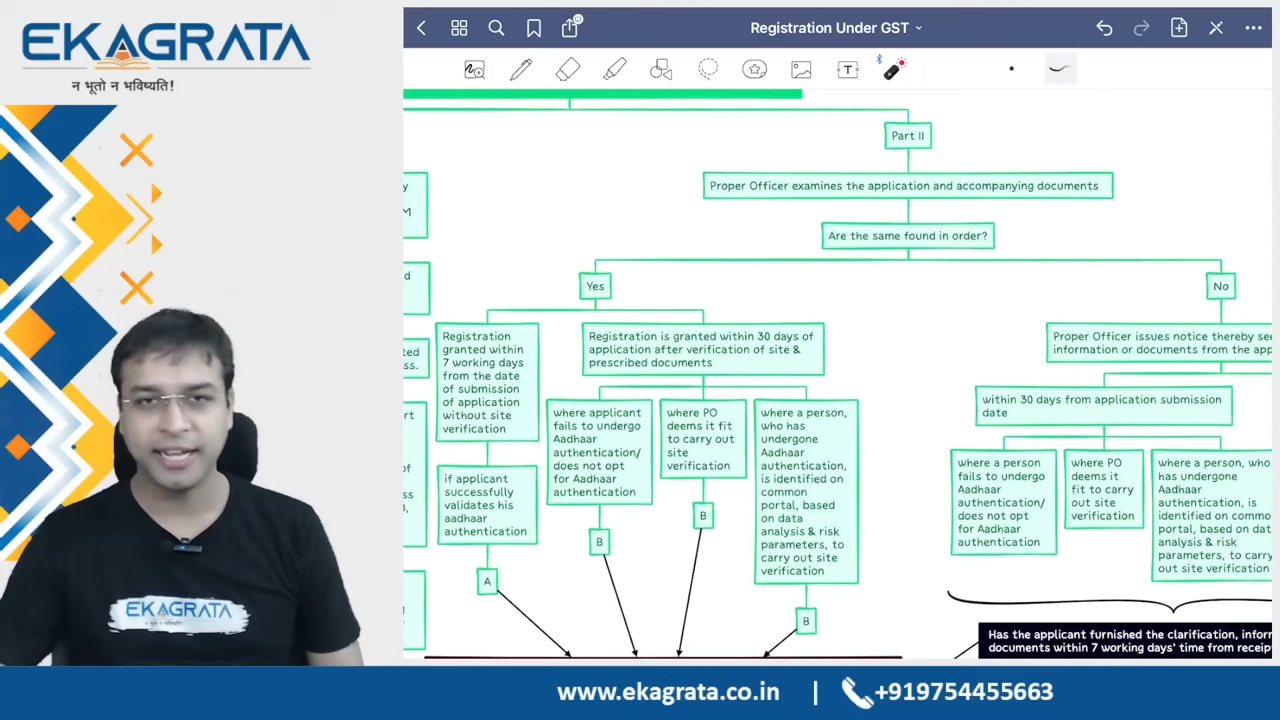 EKAGRATA
न भूतो न भविष्यति!
Registration Under GST
T
Part II
Proper Officer examines the application and accompanying documents
Are the same found in order?
Yes
No
y
M
d
ted
ss.
rt
of
ss
3,
Registration
granted within
7 working days
from the date
of submission
of application
without site
verification
Registration is granted within 30 days of
application after verification of site &
prescribed documents
Proper Officer issues notice thereby see
information or documents from the app
if applicant
successfully
validates his
aadhaar
authentication
where applicant
fails to undergo
Aadhaar
authentication/
does not opt
for Aadhaar
authentication
where PO
deems it fit
to carry out
site
verification
where a person,
who has
undergone
Aadhaar
authentication,
is identified on
common
portal, based
on data
analysis & risk
parameters, to
carry out site
verification
within 30 days from application submission
date
where a person
fails to undergo
Aadhaar
authentication/
does not opt
for Aadhaar
authentication
where PO
deems it
fit to carry
out site
verification
where a person, who
has undergone
Aadhaar
authentication, is
identified on commo
portal, based on data
analysis & risk
parameters, to carry
out site verification
A
B
B
B
Has the applicant furnished the clarification, inforr
documents within 7 working days' time from receip
EKAGRATA
www.ekagrata.co.in | +919754455663